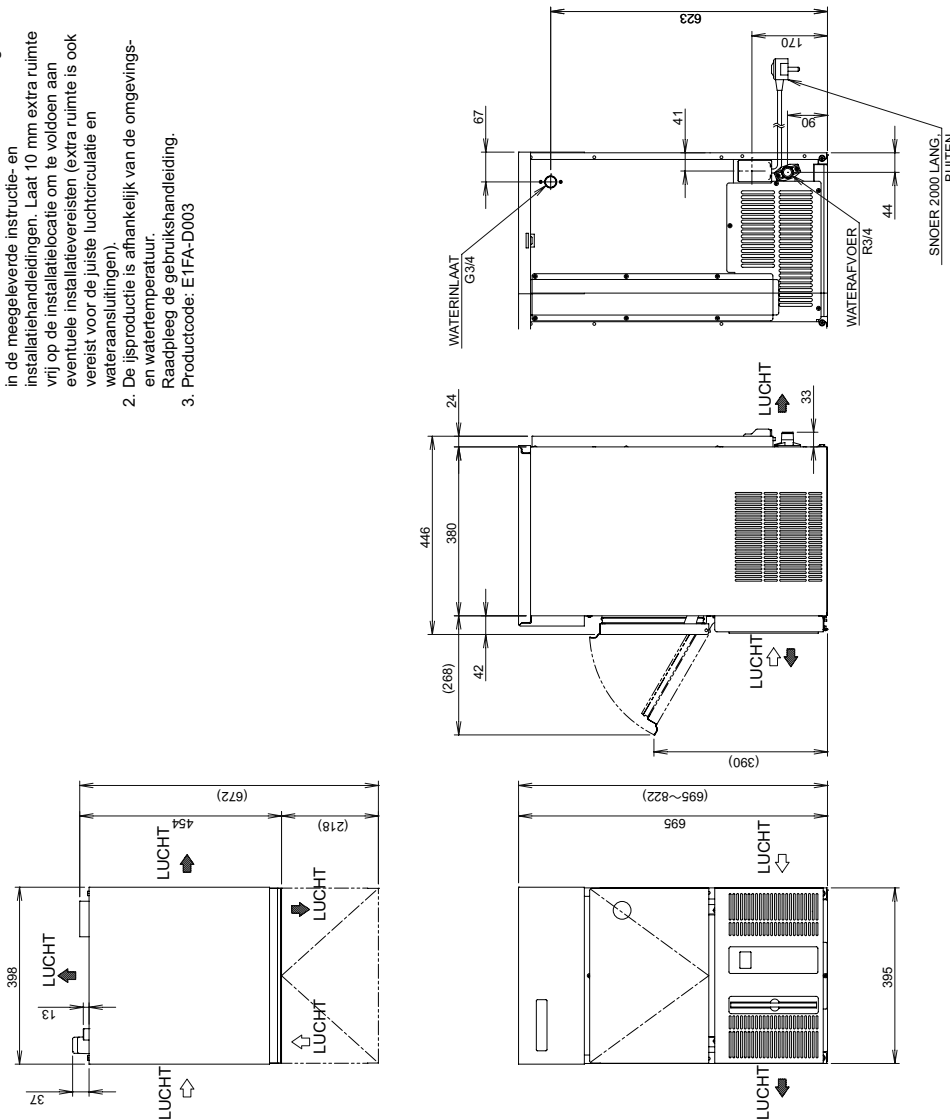 in de meegeleverde instructie- en
installatiehandleidingen. Laat 10 mm extra ruimte
vrij op de installatielocatie om te voldoen aan
eventuele installatievereisten (extra ruimte is ook
vereist voor de juiste luchtcirculatie en
wateraansluitingen).
2. De ijsproductie is afhankelijk van de omgevings-
en watertemperatuur.
Raadpleeg de gebruikshandleiding.
3. Productcode: E1FA-D003
623
170
67
41
90
44
WATERINLAAT
G3/4
WATERAFVOER
R3/4
SNOER 2000 LANG,
BUITEN
24
446
380
42
(268)
33
LUCHT
LUCHT
(390)
(672)
454
(218)
398
13
37
LUCHT
LUCHT
LUCHT
LUCHT
LUCHT
(695~822)
695
395
LUCHT
LUCHT